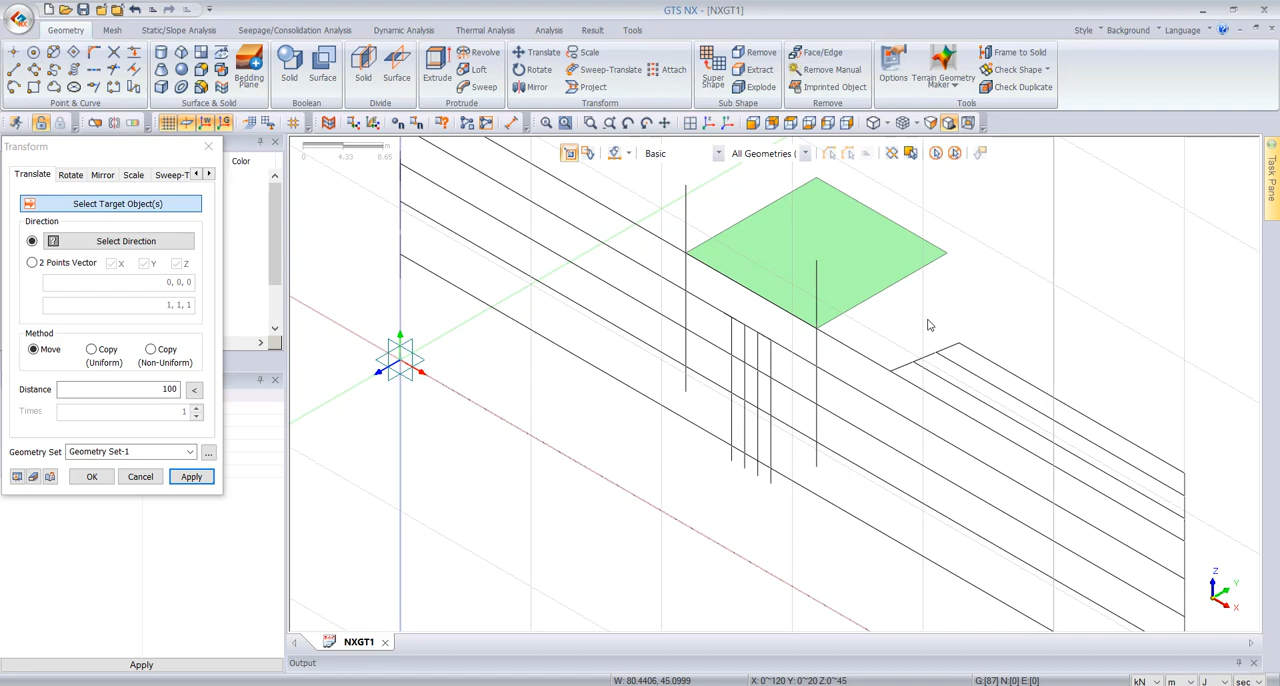 GTS NX - [NXGT1]
Geometry Mesh Static/Slope Analysis Seepage/Consolidation Analysis Dynamic Analysis Thermal Analysis Analysis Result Tools
Style Background Language
Bedding Plane
Solid Surface
Solid Surface
Extrude
Revolve
Loft
Sweep
Translate Scale
Rotate Sweep-Translate Attach
Mirror Project
Super Shape
Remove
Extract
Explode
Face/Edge
Remove Manual
Imprinted Object
Options
Terrain Geometry Maker
Frame to Solid
Check Shape
Check Duplicate
Point & Curve Surface & Solid Boolean Divide Protrude Transform Sub Shape Remove Tools
Transform
Color
Translate Rotate Mirror Scale Sweep-T
Select Target Object(s)
Direction
Select Direction
2 Points Vector X Y Z
0, 0, 0
1, 1, 1
Method
Move Copy (Uniform) Copy (Non-Uniform)
Distance 100 <
Times 1
Geometry Set Geometry Set-1 ...
OK Cancel Apply
Apply
m
0 4.33 8.65
Basic All Geometries (
Task Pane
Z
Y
X
NXGT1
Output
W: 80.4406, 45.0999 X: 0~120 Y: 0~20 Z:0~45 G:[87] N:[0] E:[0] kN m J sec